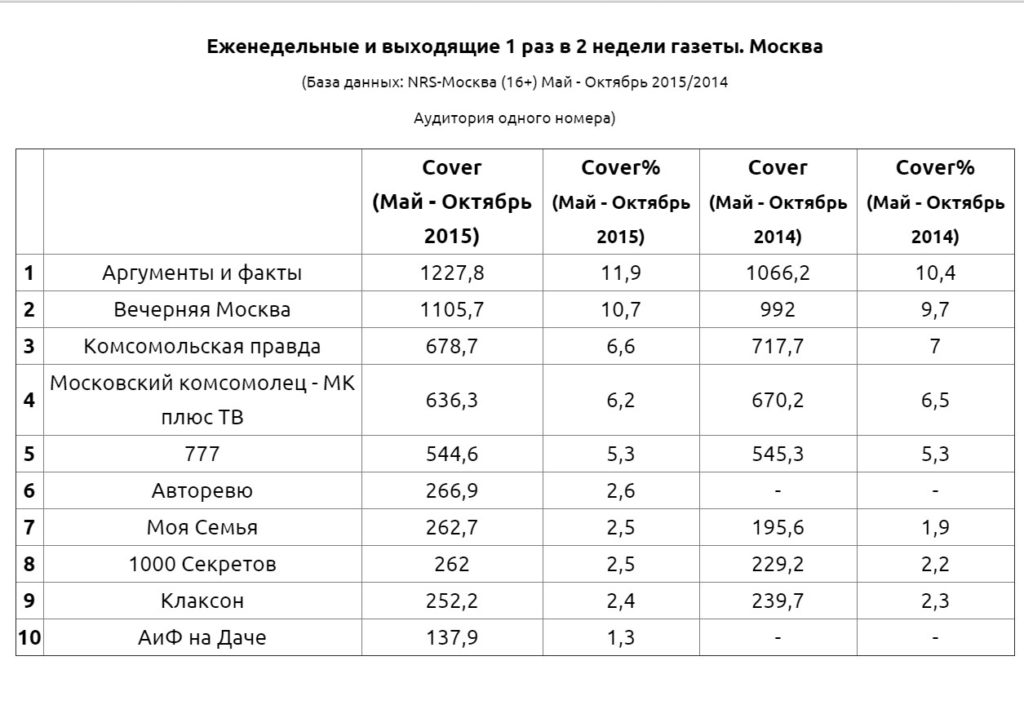 Еженедельные и выходящие 1 раз в 2 недели газеты. Москва
(База данных: NRS-Москва (16+) Май - Октябрь 2015/2014
Аудитория одного номера)
Cover (Май - Октябрь 2015) Cover% (Май - Октябрь 2015) Cover (Май - Октябрь 2014) Cover% (Май - Октябрь 2014)
1 Аргументы и факты 1227,8 11,9 1066,2 10,4
2 Вечерняя Москва 1105,7 10,7 992 9,7
3 Комсомольская правда 678,7 6,6 717,7 7
4 Московский комсомолец - МК плюс ТВ 636,3 6,2 670,2 6,5
5 777 544,6 5,3 545,3 5,3
6 Авторевю 266,9 2,6 - -
7 Моя Семья 262,7 2,5 195,6 1,9
8 1000 Секретов 262 2,5 229,2 2,2
9 Клаксон 252,2 2,4 239,7 2,3
10 АиФ на Даче 137,9 1,3 - -